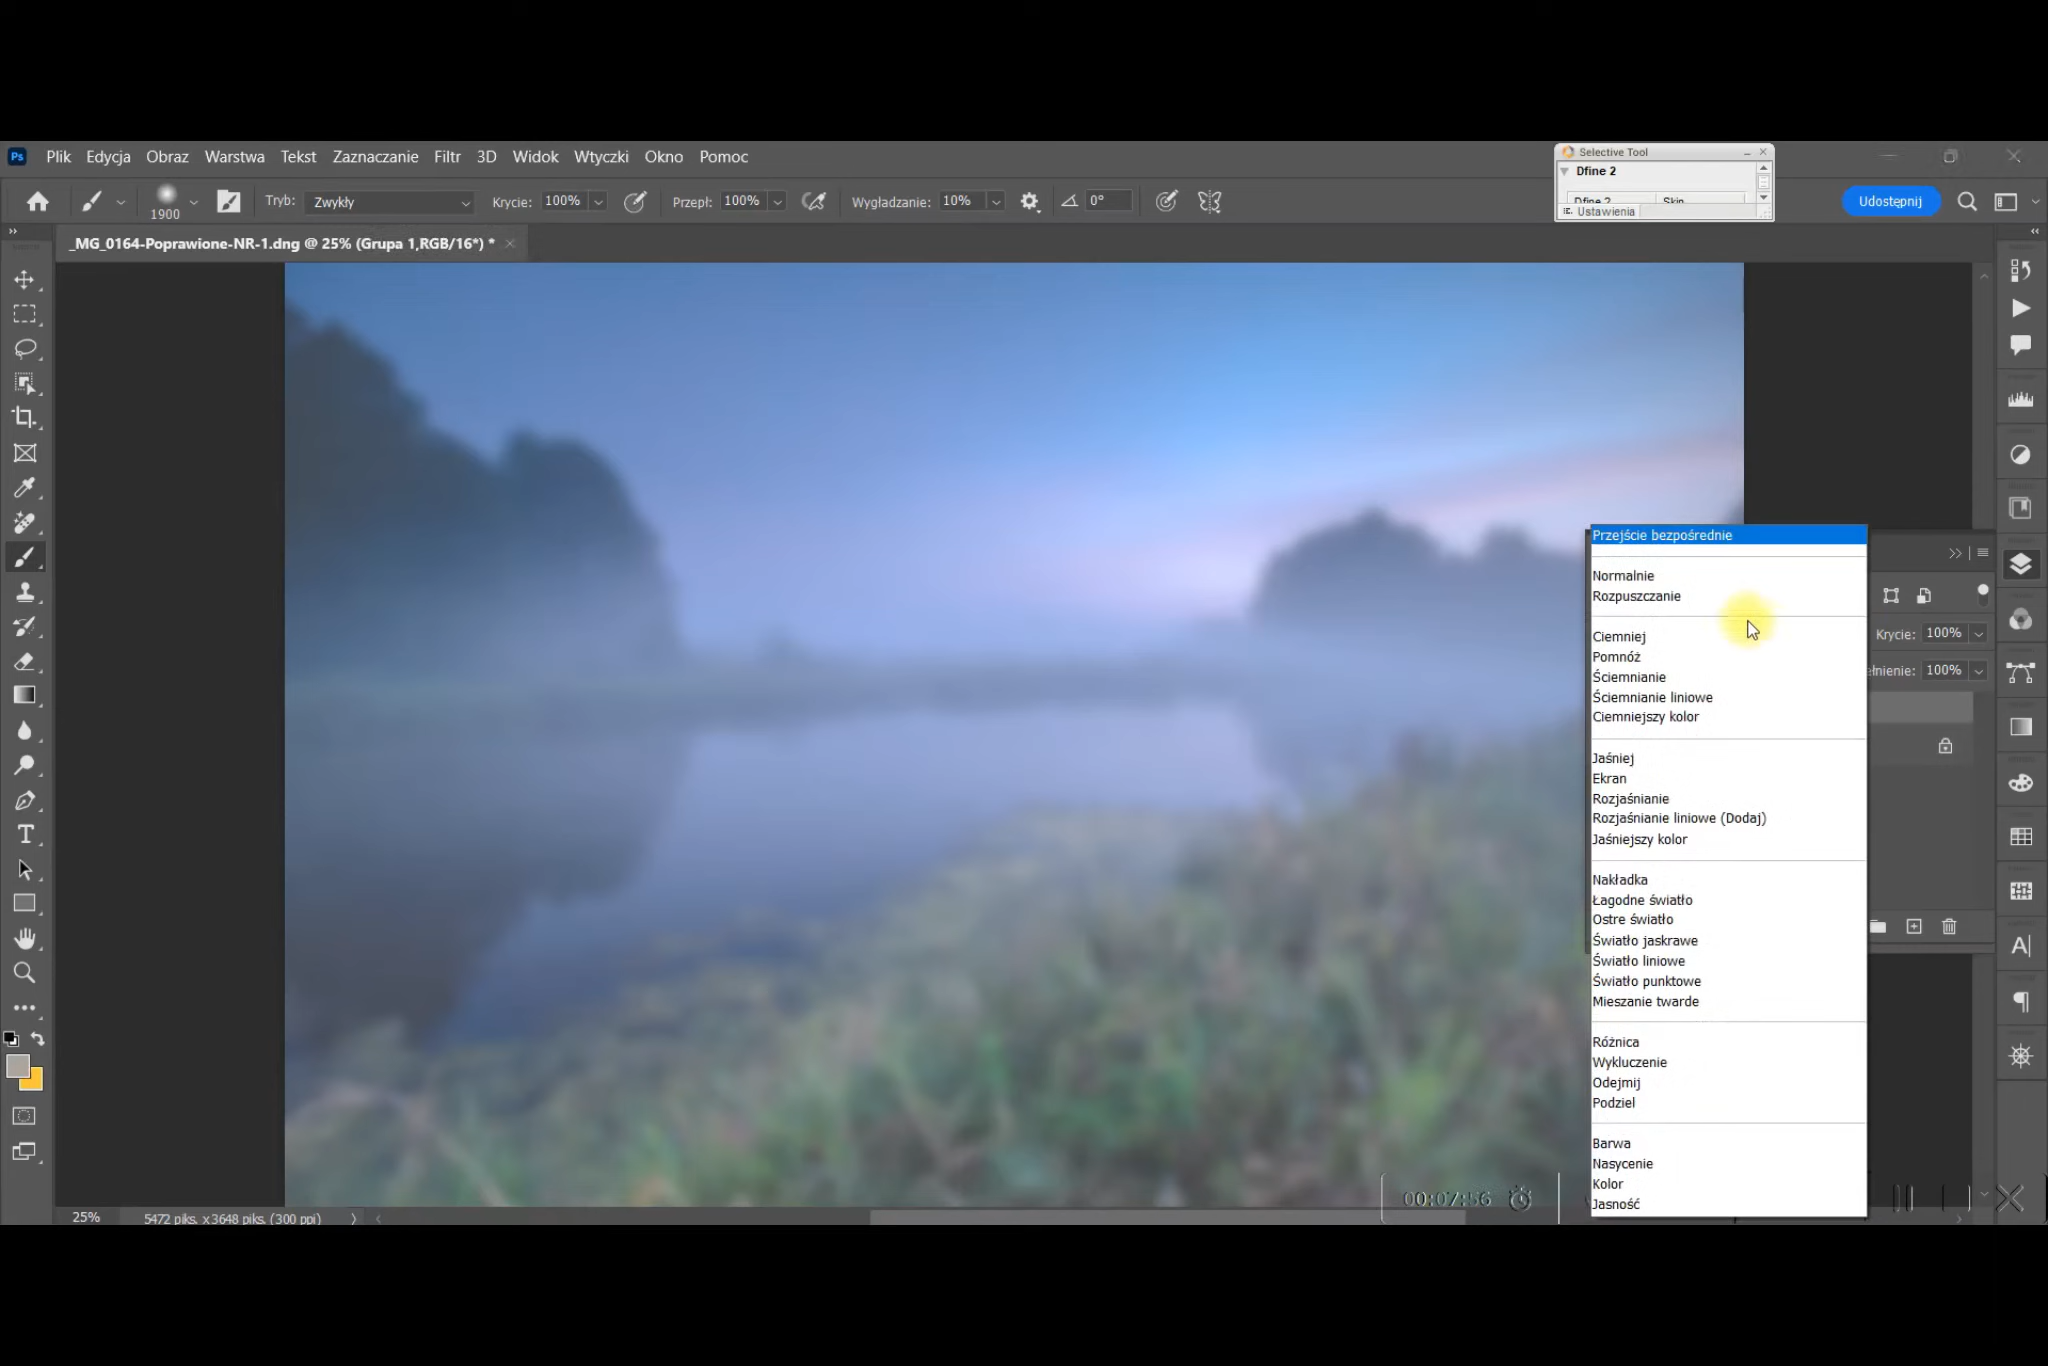 Ps Plik Edycja Obraz Warstwa Tekst Zaznaczanie Filtr 3D Widok Wtyczki Okno Pomoc
Selective Tool
Dfine 2
Dfine 2 Skin
Ustawienia
1900 Tryb: Zwykły Krycie: 100% Przepł: 100% Wygładzanie: 10% 0° Udostępnij
_MG_0164-Poprawione-NR-1.dng @ 25% (Grupa 1,RGB/16*) *
Przejście bezpośrednie
Normalnie
Rozpuszczanie
Ciemniej
Pomnóż
Ściemnianie
Ściemnianie liniowe
Ciemniejszy kolor
Jaśniej
Ekran
Rozjaśnianie
Rozjaśnianie liniowe (Dodaj)
Jaśniejszy kolor
Nakładka
Łagodne światło
Ostre światło
Światło jaskrawe
Światło liniowe
Światło punktowe
Mieszanie twarde
Różnica
Wykluczenie
Odejmij
Podziel
Barwa
Nasycenie
Kolor
Jasność
Krycie: 100%
ełnienie: 100%
00:07:56
25% 5472 piks. x 3648 piks. (300 ppi)